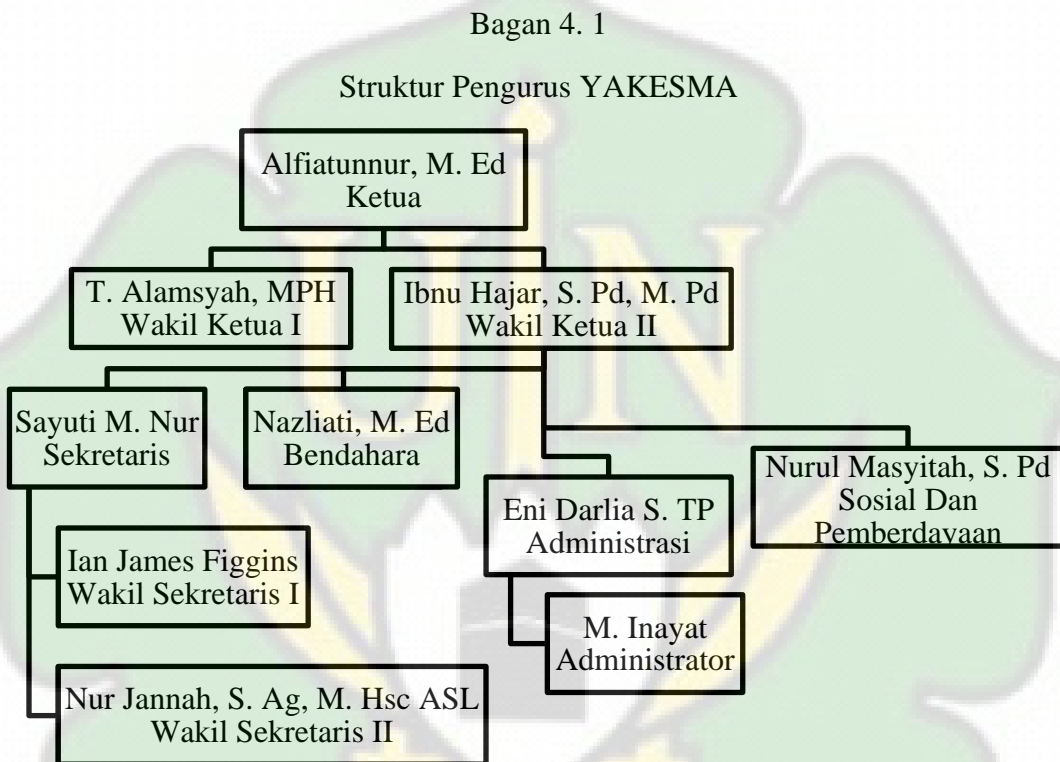 Bagan 4. 1
Struktur Pengurus YAKESMA
Alfiatunnur, M. Ed
Ketua
T. Alamsyah, MPH
Wakil Ketua I
Ibnu Hajar, S. Pd, M. Pd
Wakil Ketua II
Sayuti M. Nur
Sekretaris
Nazliati, M. Ed
Bendahara
Eni Darlia S. TP
Administrasi
Nurul Masyitah, S. Pd
Sosial Dan
Pemberdayaan
Ian James Figgins
Wakil Sekretaris I
M. Inayat
Administrator
Nur Jannah, S. Ag, M. Hsc ASL
Wakil Sekretaris II
UIN